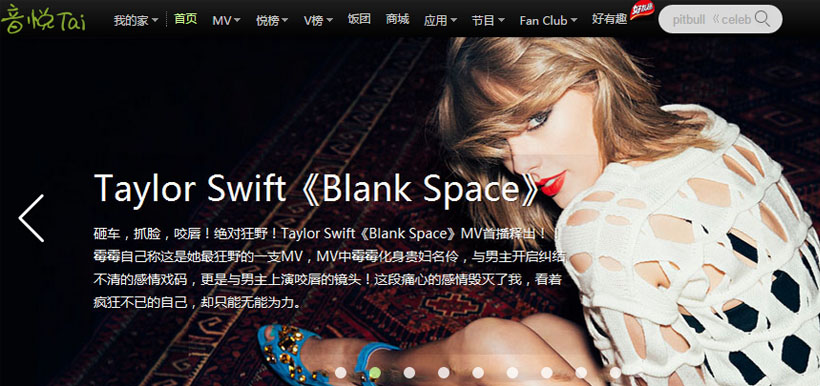 音悦Tai
我的家 首页 MV 悦榜 V榜 饭团 商城 应用 节目 Fan Club 好有趣 pitbull《celeb
Taylor Swift《Blank Space》
砸车，抓脸，咬唇！绝对狂野！Taylor Swift《Blank Space》MV首播释出！
霉霉自己称这是她最狂野的一支MV，MV中霉霉化身贵妇名伶，与男主开启纠结
不清的感情戏码，更是与男主上演咬唇的镜头！这段痛心的感情毁灭了我，看着
疯狂不已的自己，却只能无能为力。